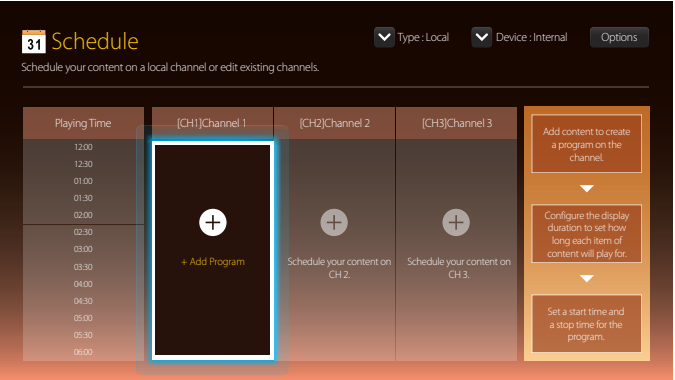 31 Schedule
Type : Local
Device : Internal
Options
Schedule your content on a local channel or edit existing channels.
Playing Time
[CH1]Channel 1
[CH2]Channel 2
[CH3]Channel 3
12:00
12:30
01:00
01:30
02:00
02:30
03:00
03:30
04:00
04:30
05:00
05:30
06:00
+ Add Program
Schedule your content on
CH 2.
Schedule your content on
CH 3.
Add content to create
a program on the
channel.
Configure the display
duration to set how
long each item of
content will play for.
Set a start time and
a stop time for the
program.